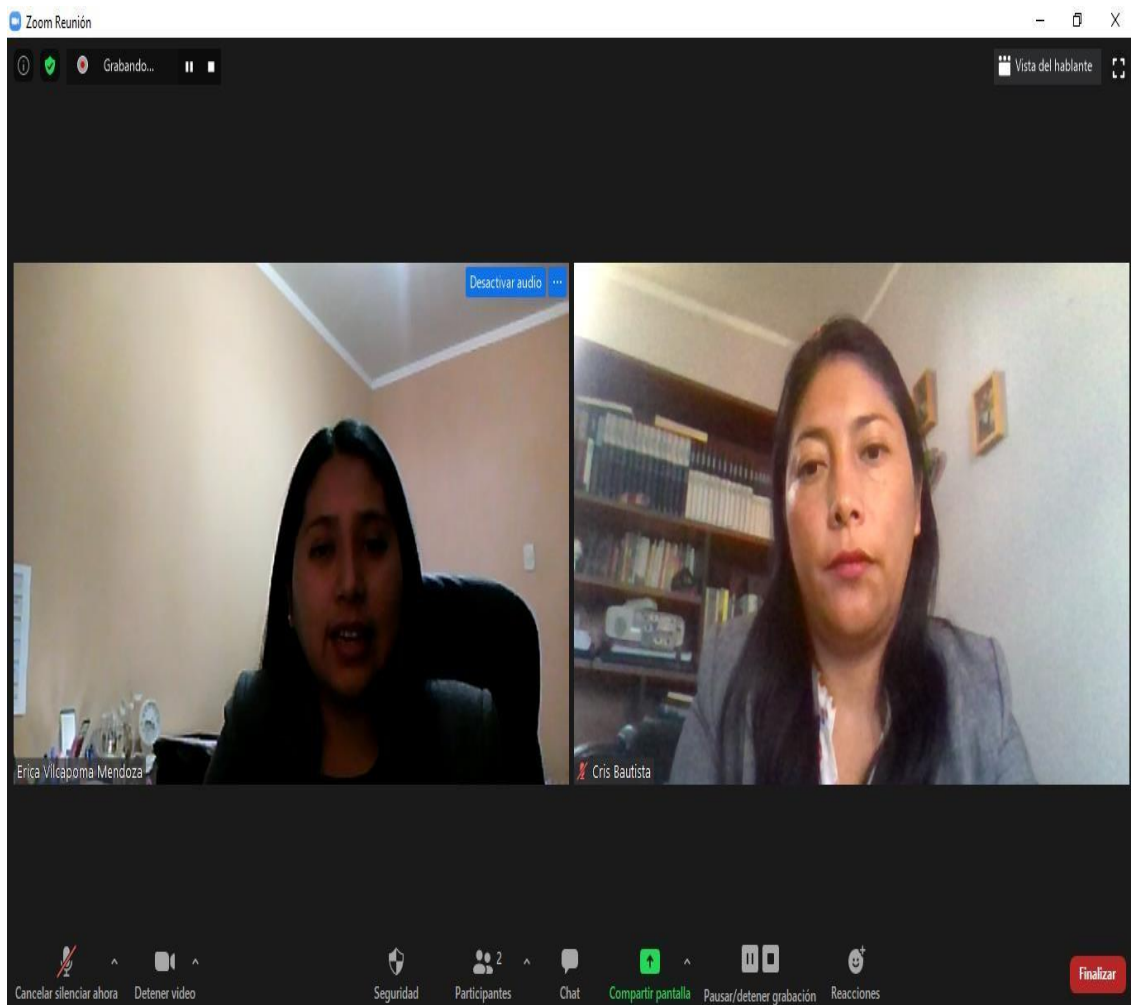 Zoom Reunión
Grabando...
Vista del hablante
Desactivar audio
Erica Vilcapoma Mendoza
Cris Bautista
Cancelar silenciar ahora
Detener video
Seguridad
Participantes
2
Chat
Compartir pantalla
Pausar/detener grabación
Reacciones
Finalizar